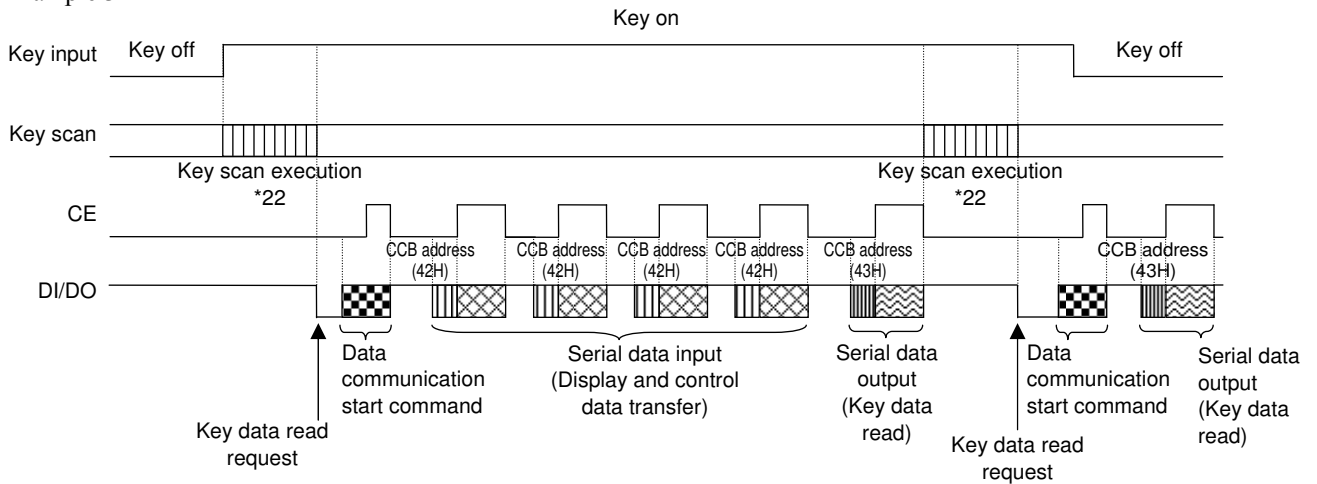 Key on
Key input
Key off
Key off
Key scan
Key scan execution
*22
Key scan execution
*22
CE
CCB address
(42H)
CCB address
(42H)
CCB address
(42H)
CCB address
(42H)
CCB address
(43H)
CCB address
(43H)
DI/DO
Data
communication
start command
Serial data input
(Display and control
data transfer)
Serial data
output
(Key data
read)
Data
communication
start command
Serial data
output
(Key data
read)
Key data read
request
Key data read
request